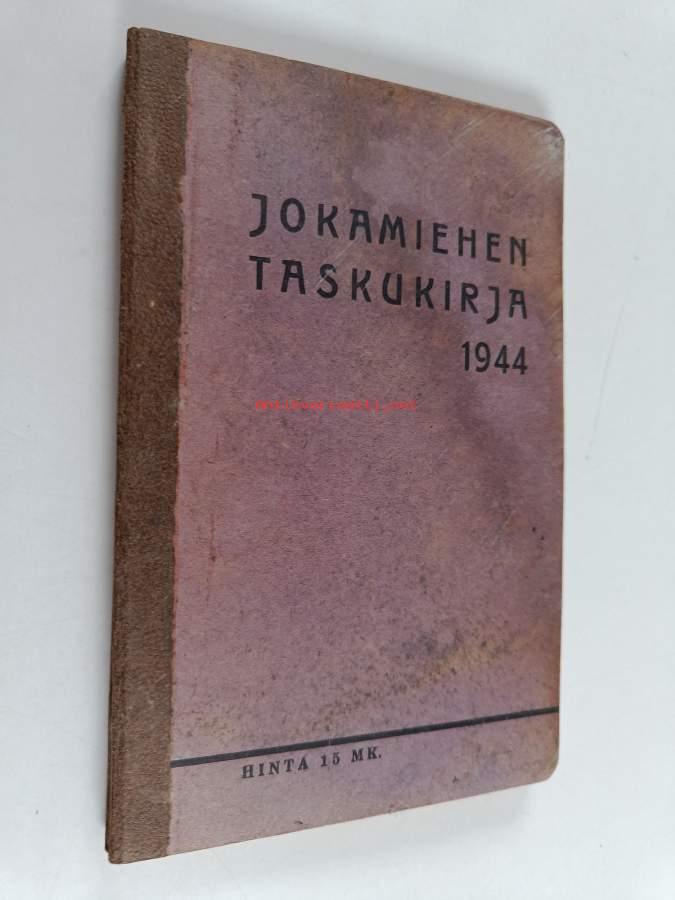 JOKAMIEHEN
TASKUKIRJA
1944
HINTA 15 MK.